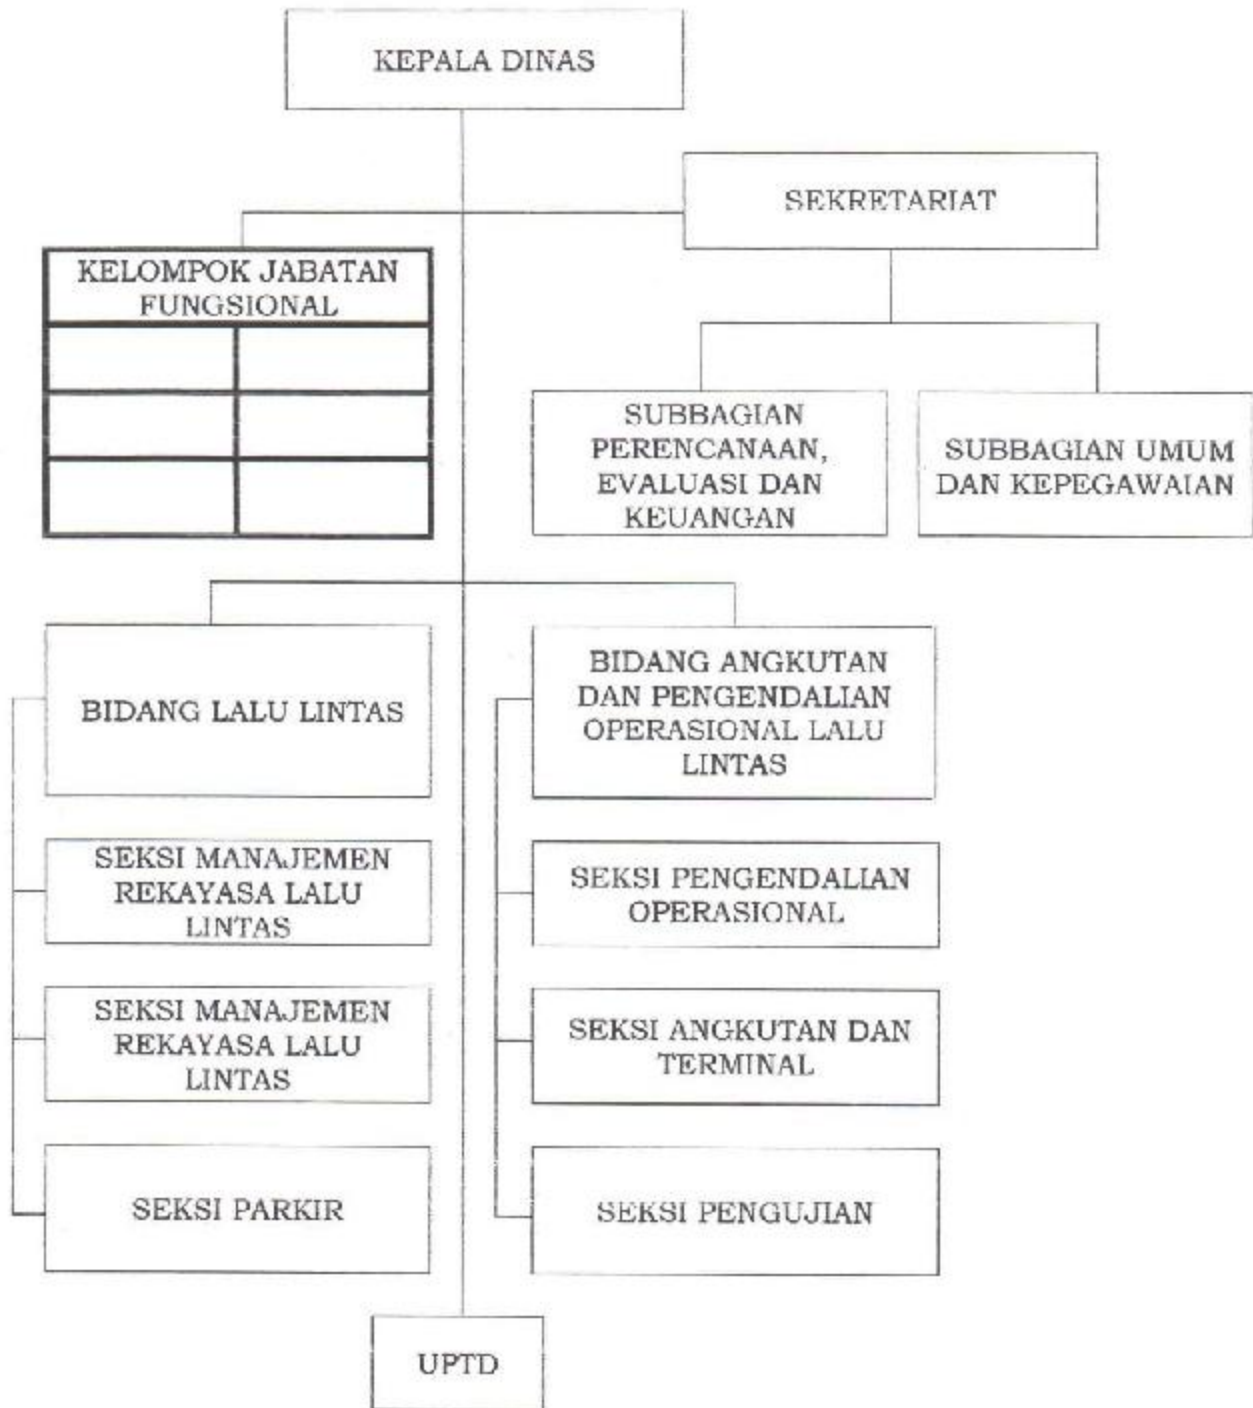 KEPALA DINAS
SEKRETARIAT
KELOMPOK JABATAN
FUNGSIONAL
SUBBAGIAN
PERENCANAAN,
EVALUASI DAN
KEUANGAN
SUBBAGIAN UMUM
DAN KEPEGAWAIAN
BIDANG LALU LINTAS
SEKSI MANAJEMEN
REKAYASA LALU
LINTAS
SEKSI MANAJEMEN
REKAYASA LALU
LINTAS
SEKSI PARKIR
BIDANG ANGKUTAN
DAN PENGENDALIAN
OPERASIONAL LALU
LINTAS
SEKSI PENGENDALIAN
OPERASIONAL
SEKSI ANGKUTAN DAN
TERMINAL
SEKSI PENGUJIAN
UPTD